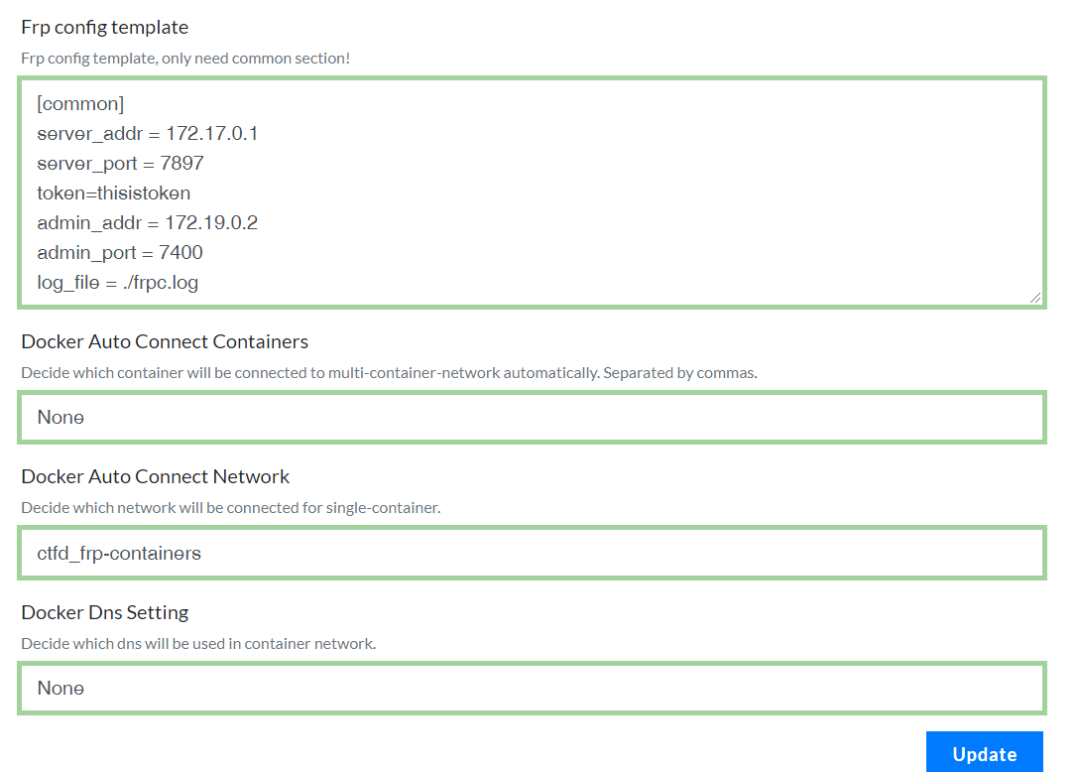 Frp config template
Frp config template, only need common section!
[common]
server_addr = 172.17.0.1
server_port = 7897
token=thisistoken
admin_addr = 172.19.0.2
admin_port = 7400
log_file = ./frpc.log
Docker Auto Connect Containers
Decide which container will be connected to multi-container-network automatically. Separated by commas.
None
Docker Auto Connect Network
Decide which network will be connected for single-container.
ctfd_frp-containers
Docker Dns Setting
Decide which dns will be used in container network.
None
Update